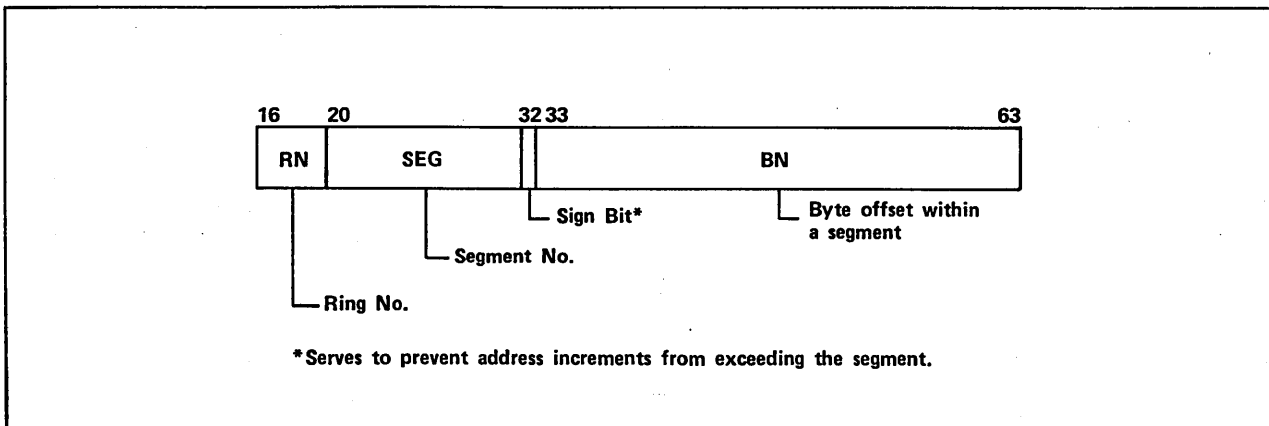 16 20 32 33 63
RN SEG BN
Sign Bit*
Byte offset within
a segment
Segment No.
Ring No.
*Serves to prevent address increments from exceeding the segment.